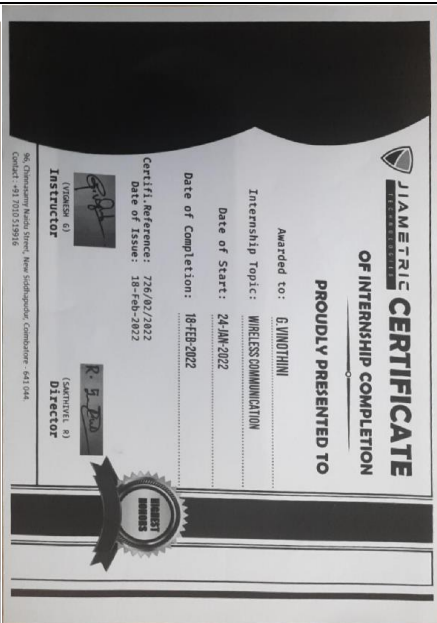 JIAMETRIC
TECHNOLOGIES
CERTIFICATE
OF INTERNSHIP COMPLETION
PROUDLY PRESENTED TO
Awarded to: G.VINOTHINI
Internship Topic: WIRELESS COMMUNICATION
Date of Start: 24-JAN-2022
Date of Completion: 18-FEB-2022
Certifi.Reference: 726/02/2022
Date of Issue: 18-Feb-2022
(VIGNESH G)
Instructor
(SAKTHIVEL R)
Director
HIGHEST
HONORS
96, Chinnasamy Naidu Street, New Siddhapudur, Coimbatore - 641 044.
Contact : +91 7010 519916